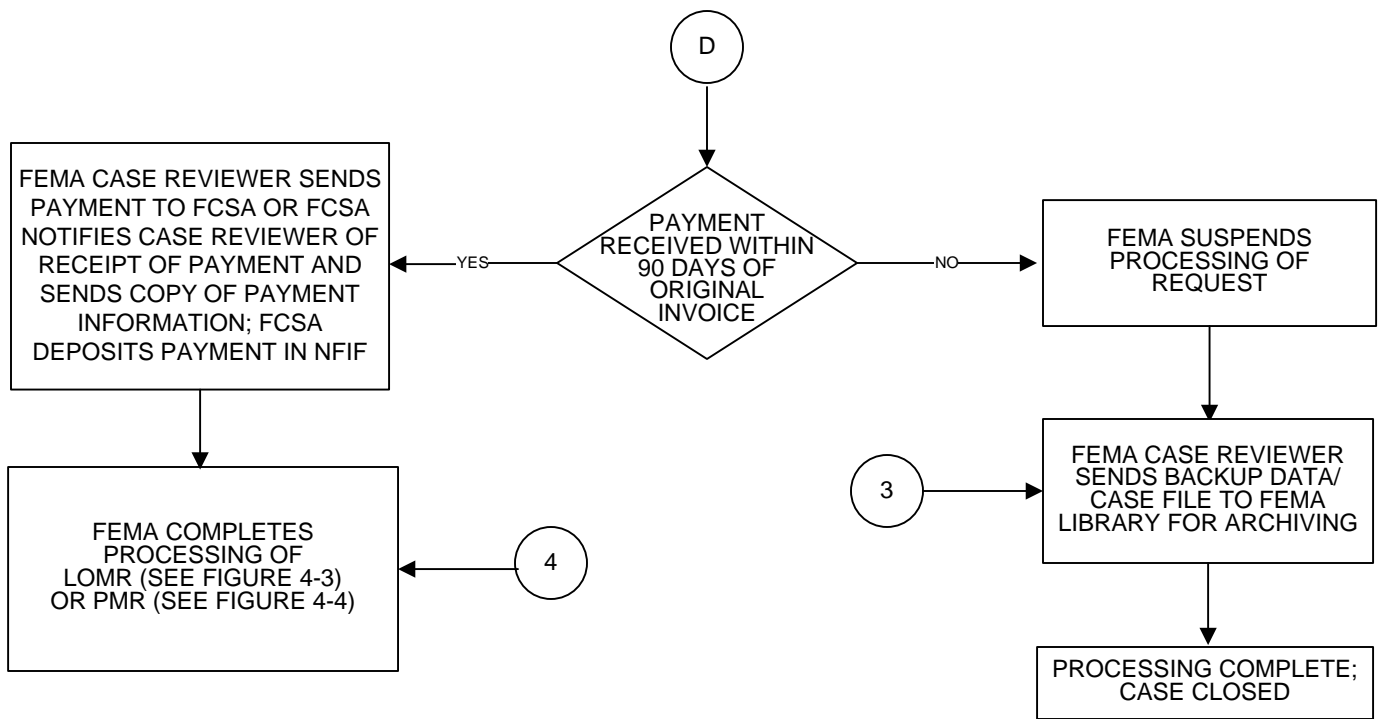 D
FEMA CASE REVIEWER SENDS
PAYMENT TO FCSA OR FCSA
NOTIFIES CASE REVIEWER OF
RECEIPT OF PAYMENT AND
SENDS COPY OF PAYMENT
INFORMATION; FCSA
DEPOSITS PAYMENT IN NFIF
YES
PAYMENT
RECEIVED WITHIN
90 DAYS OF
ORIGINAL
INVOICE
NO
FEMA SUSPENDS
PROCESSING OF
REQUEST
FEMA COMPLETES
PROCESSING OF
LOMR (SEE FIGURE 4-3)
OR PMR (SEE FIGURE 4-4)
4
3
FEMA CASE REVIEWER
SENDS BACKUP DATA/
CASE FILE TO FEMA
LIBRARY FOR ARCHIVING
PROCESSING COMPLETE;
CASE CLOSED